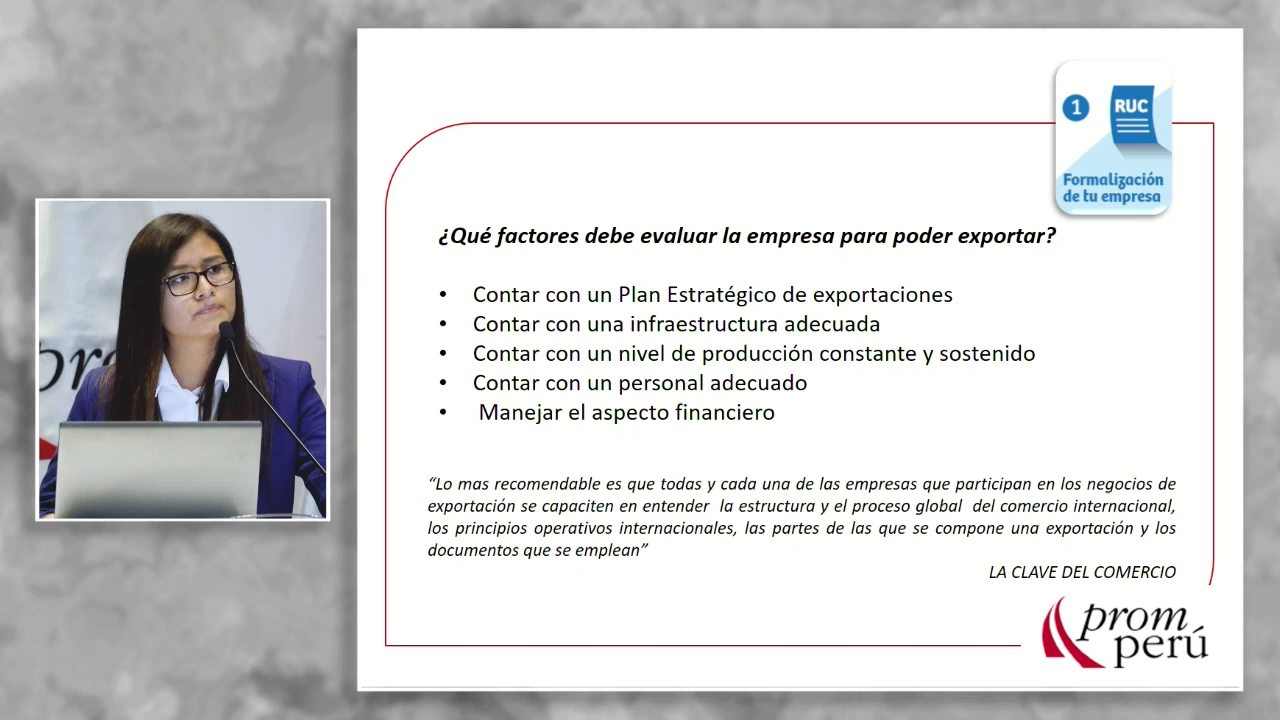 1
RUC
Formalización
de tu empresa
¿Qué factores debe evaluar la empresa para poder exportar?
• Contar con un Plan Estratégico de exportaciones
• Contar con una infraestructura adecuada
• Contar con un nivel de producción constante y sostenido
• Contar con un personal adecuado
• Manejar el aspecto financiero
“Lo mas recomendable es que todas y cada una de las empresas que participan en los negocios de
exportación se capaciten en entender la estructura y el proceso global del comercio internacional,
los principios operativos internacionales, las partes de las que se compone una exportación y los
documentos que se emplean”
LA CLAVE DEL COMERCIO
prom
perú